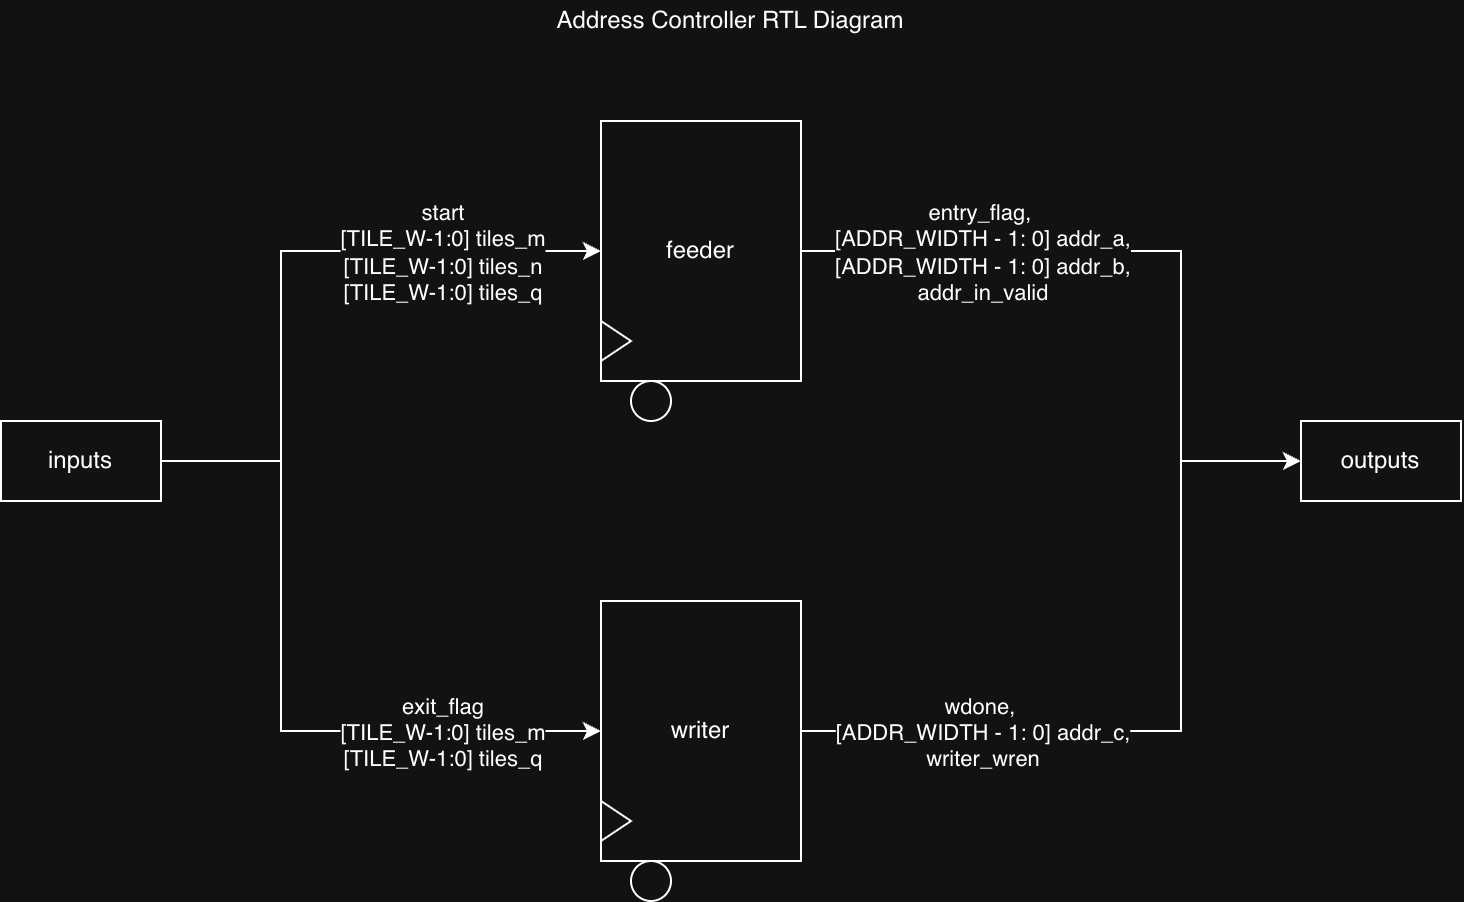 Address Controller RTL Diagram
start
[TILE_W-1:0] tiles_m
[TILE_W-1:0] tiles_n
[TILE_W-1:0] tiles_q
feeder
entry_flag,
[ADDR_WIDTH - 1: 0] addr_a,
[ADDR_WIDTH - 1: 0] addr_b,
addr_in_valid
inputs
outputs
exit_flag
[TILE_W-1:0] tiles_m
[TILE_W-1:0] tiles_q
writer
wdone,
[ADDR_WIDTH - 1: 0] addr_c,
writer_wren